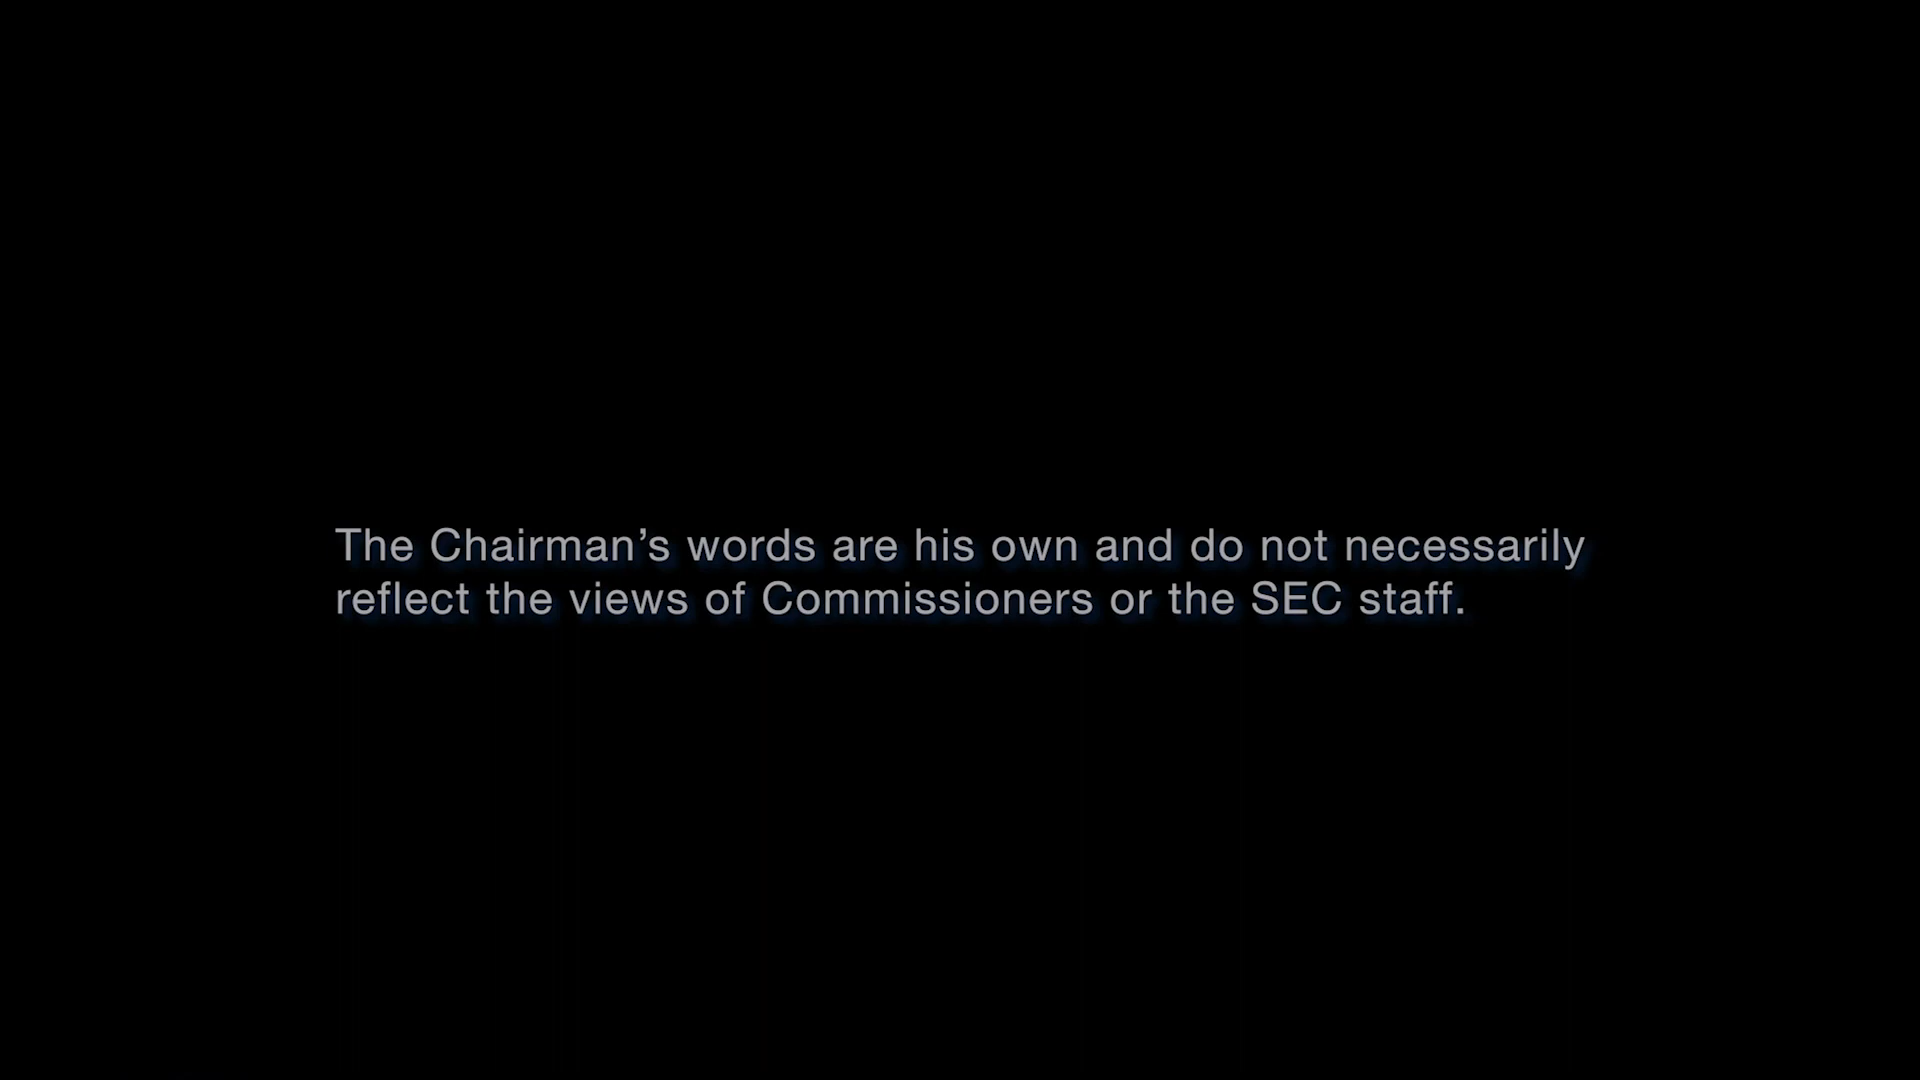 The Chairman’s words are his own and do not necessarily
reflect the views of Commissioners or the SEC staff.